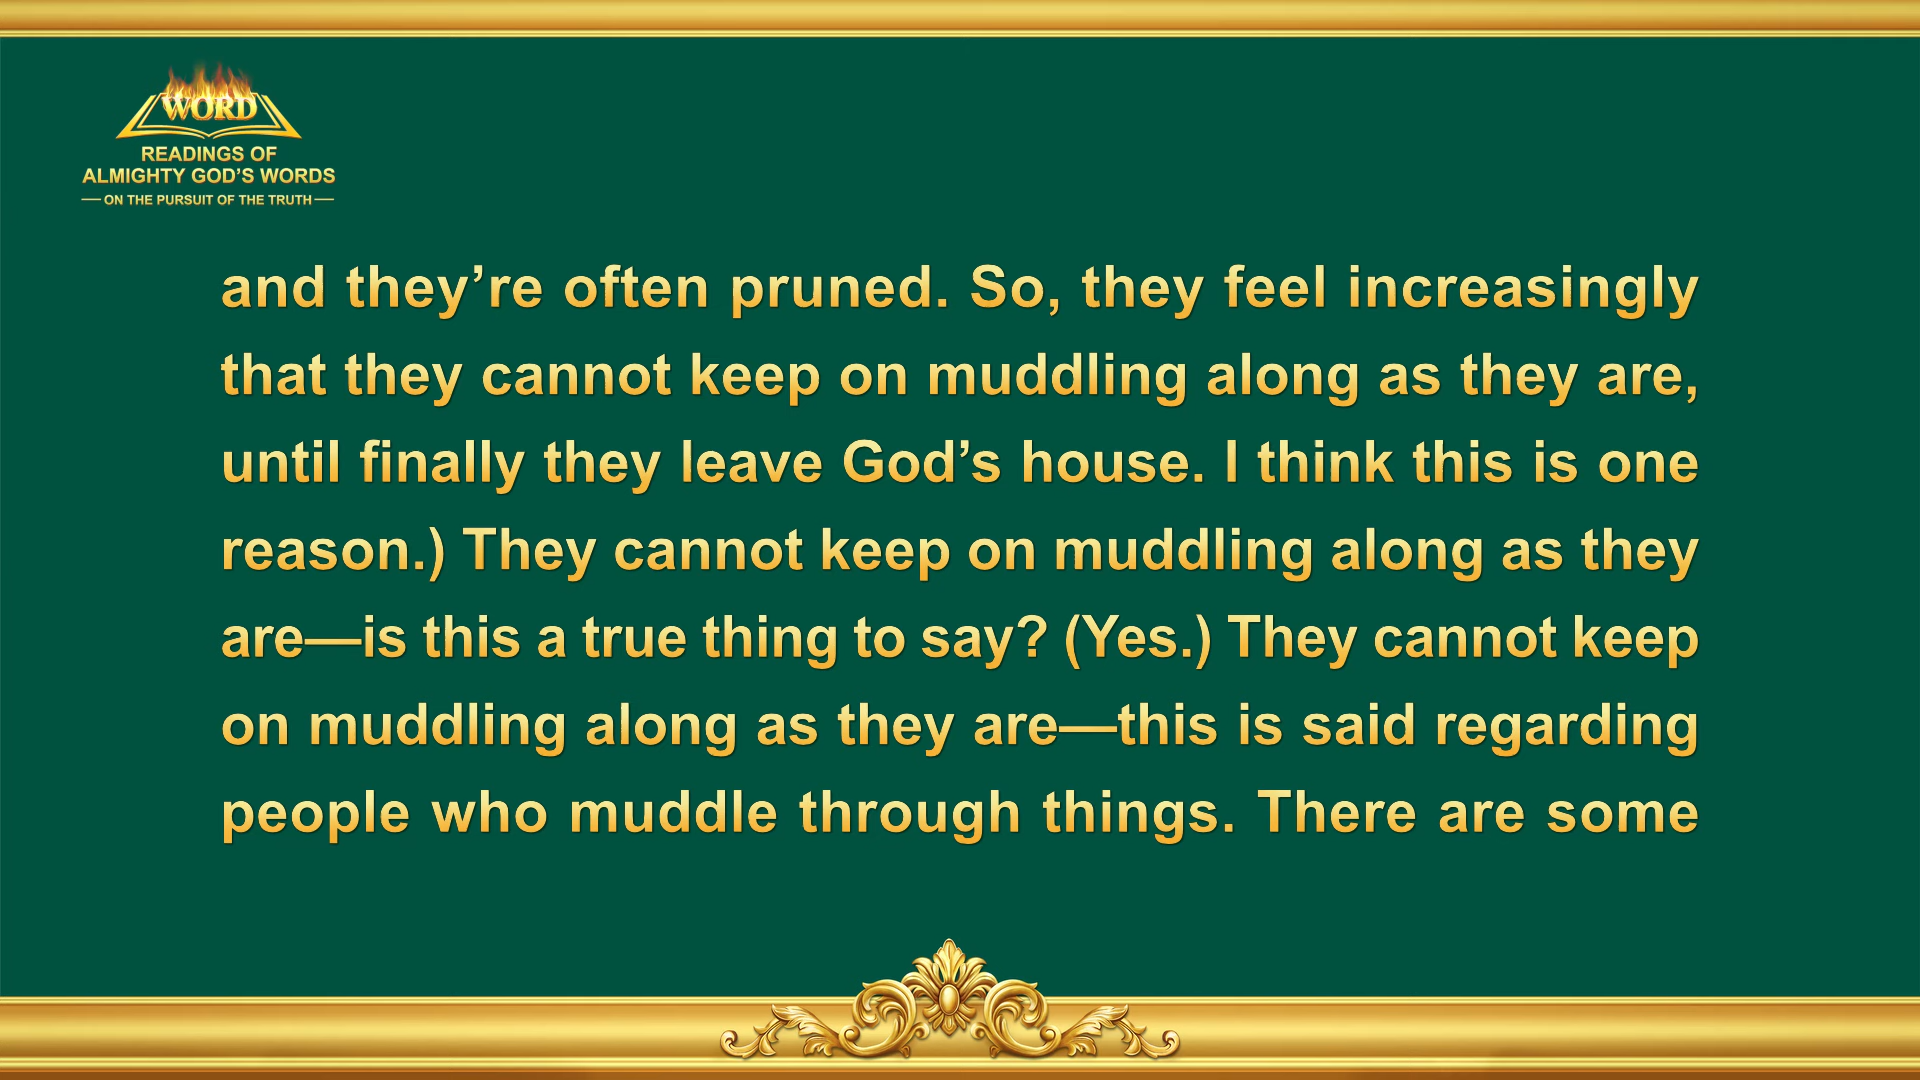 WORD
READINGS OF
ALMIGHTY GOD’S WORDS
— ON THE PURSUIT OF THE TRUTH —
and they’re often pruned. So, they feel increasingly
that they cannot keep on muddling along as they are,
until finally they leave God’s house. I think this is one
reason.) They cannot keep on muddling along as they
are—is this a true thing to say? (Yes.) They cannot keep
on muddling along as they are—this is said regarding
people who muddle through things. There are some